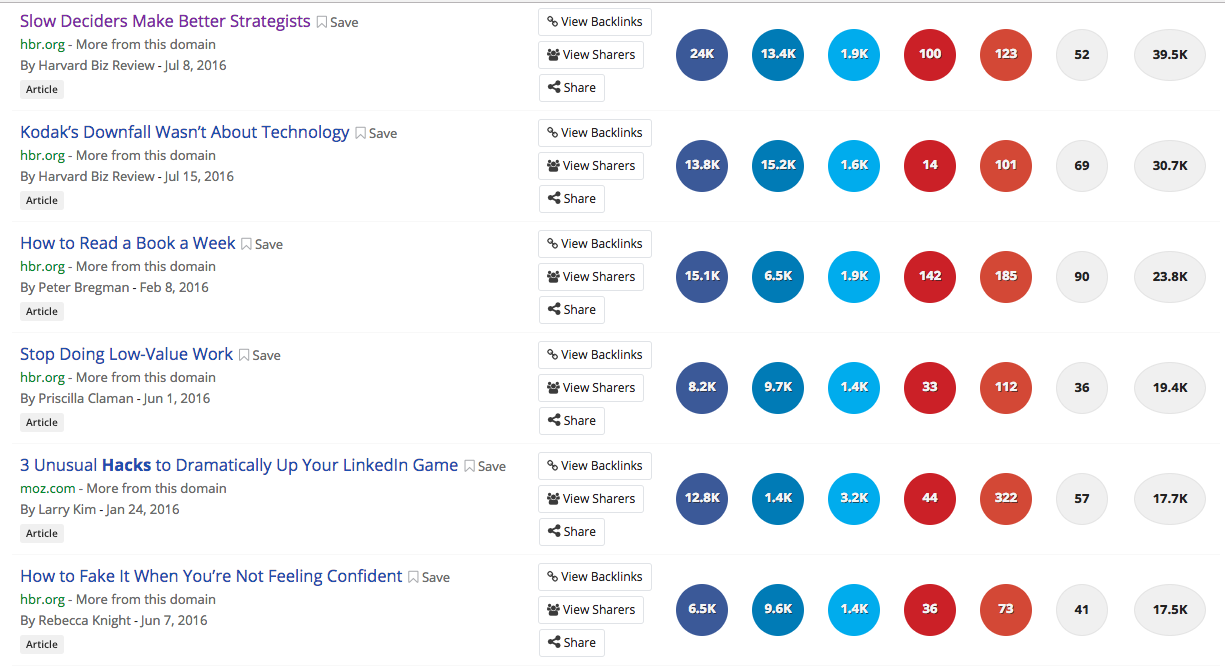 Slow Deciders Make Better Strategists Save
hbr.org - More from this domain
By Harvard Biz Review - Jul 8, 2016
Article
View Backlinks
View Sharers
Share
24K 13.4K 1.9K 100 123 52 39.5K
Kodak’s Downfall Wasn’t About Technology Save
hbr.org - More from this domain
By Harvard Biz Review - Jul 15, 2016
Article
View Backlinks
View Sharers
Share
13.8K 15.2K 1.6K 14 101 69 30.7K
How to Read a Book a Week Save
hbr.org - More from this domain
By Peter Bregman - Feb 8, 2016
Article
View Backlinks
View Sharers
Share
15.1K 6.5K 1.9K 142 185 90 23.8K
Stop Doing Low-Value Work Save
hbr.org - More from this domain
By Priscilla Claman - Jun 1, 2016
Article
View Backlinks
View Sharers
Share
8.2K 9.7K 1.4K 33 112 36 19.4K
3 Unusual Hacks to Dramatically Up Your LinkedIn Game Save
moz.com - More from this domain
By Larry Kim - Jan 24, 2016
Article
View Backlinks
View Sharers
Share
12.8K 1.4K 3.2K 44 322 57 17.7K
How to Fake It When You’re Not Feeling Confident Save
hbr.org - More from this domain
By Rebecca Knight - Jun 7, 2016
Article
View Backlinks
View Sharers
Share
6.5K 9.6K 1.4K 36 73 41 17.5K